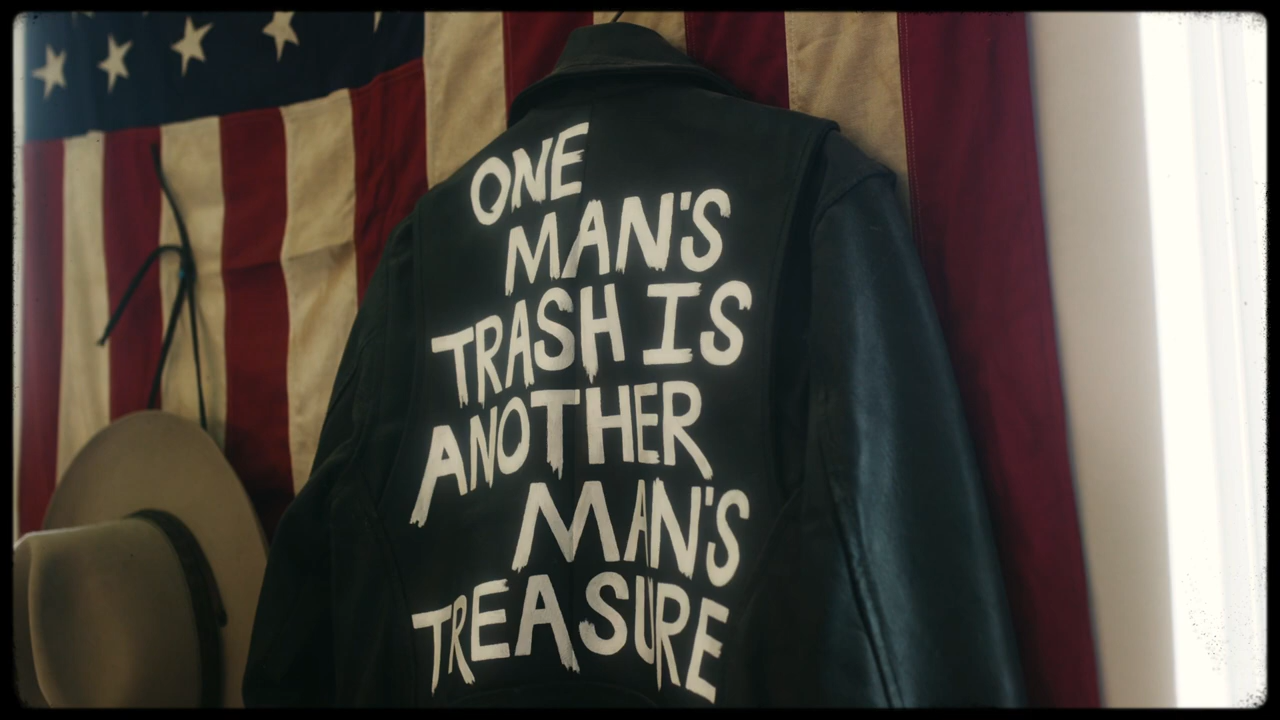 ONE
MAN'S
TRASH IS
ANOTHER
MAN'S
TREASURE